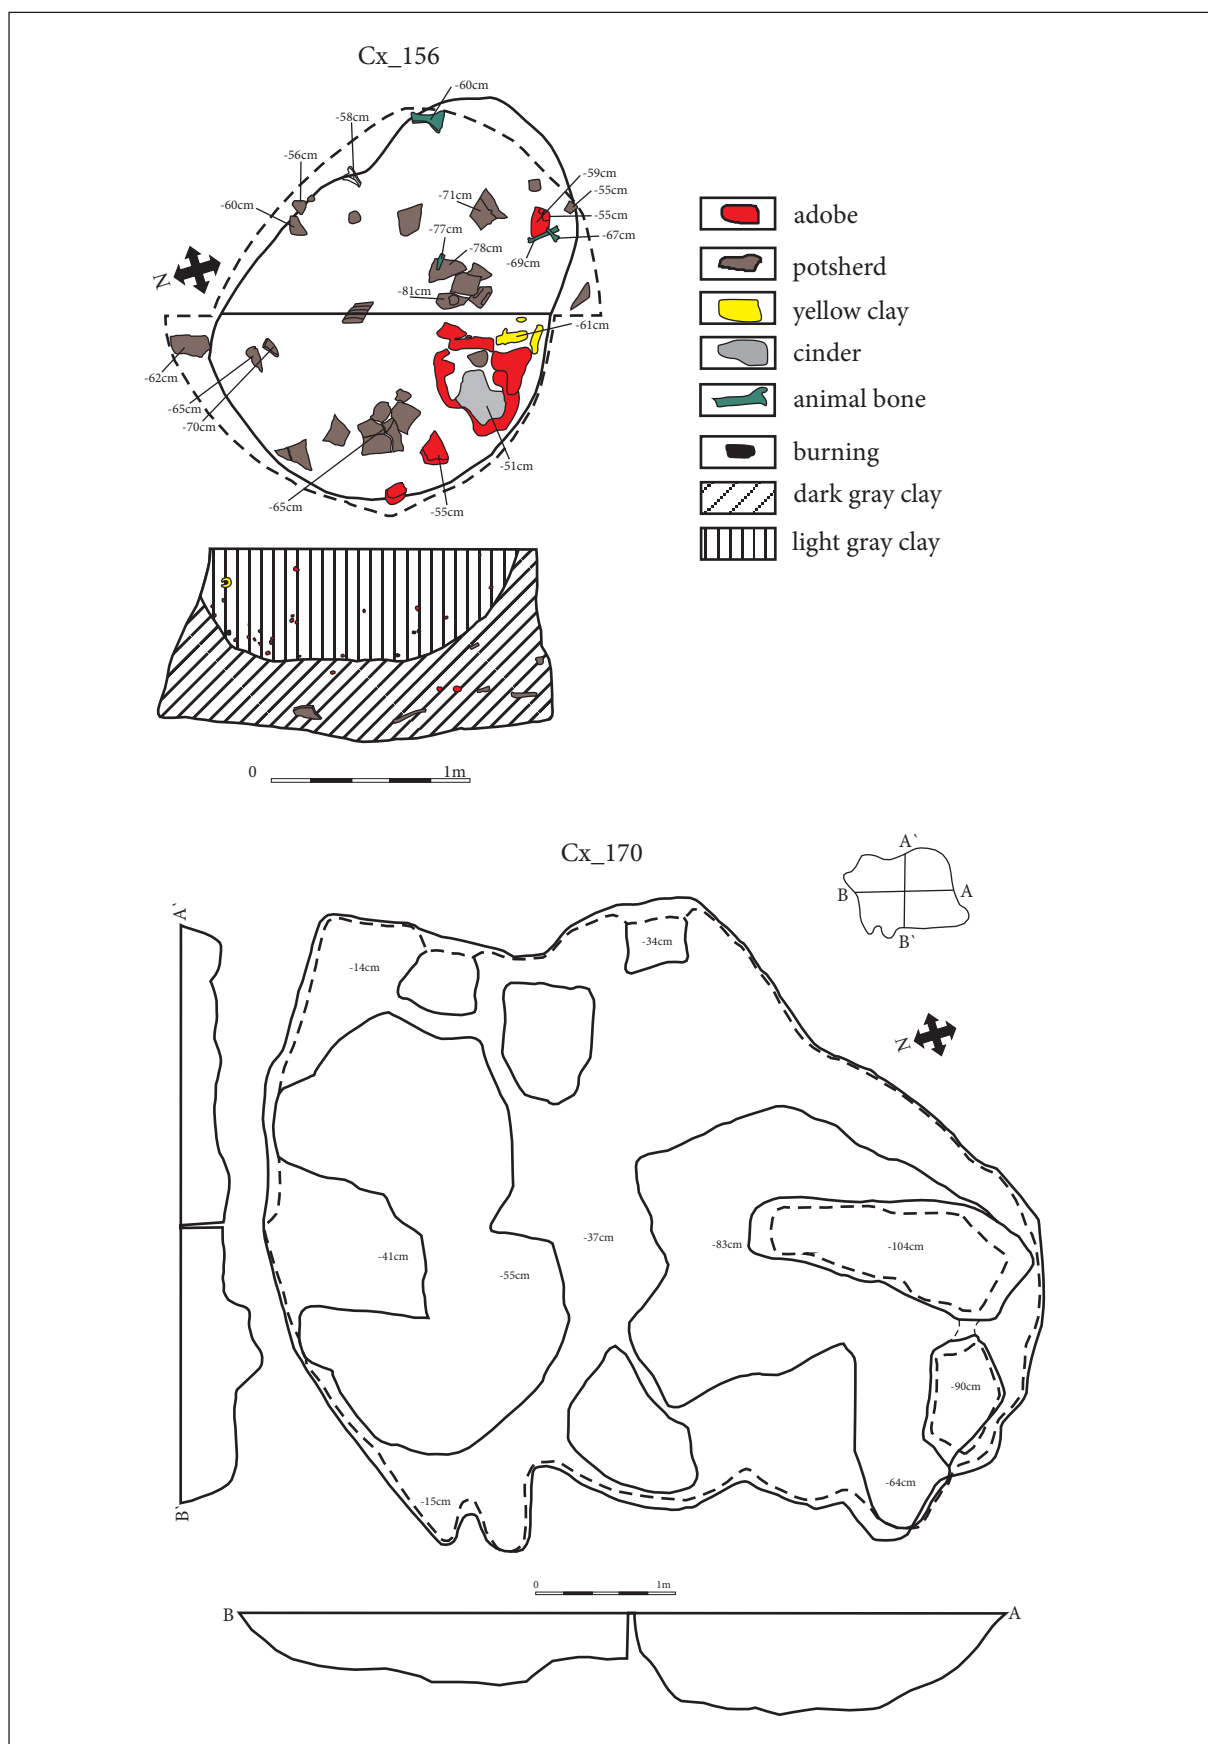 Cx_156
-60cm
-58cm
-56cm
-59cm
-60cm
-71cm
-55cm
-55cm
-77cm
-67cm
-78cm
-69cm
N
-81cm
-61cm
-62cm
-65cm
-70cm
-51cm
-65cm
-55cm
adobe
potsherd
yellow clay
cinder
animal bone
burning
dark gray clay
light gray clay
0 1m
Cx_170
A`
B A
B`
A`
-34cm
-14cm
N
-37cm
-83cm
-104cm
-41cm
-55cm
-90cm
-64cm
-15cm
B`
0 1m
B A